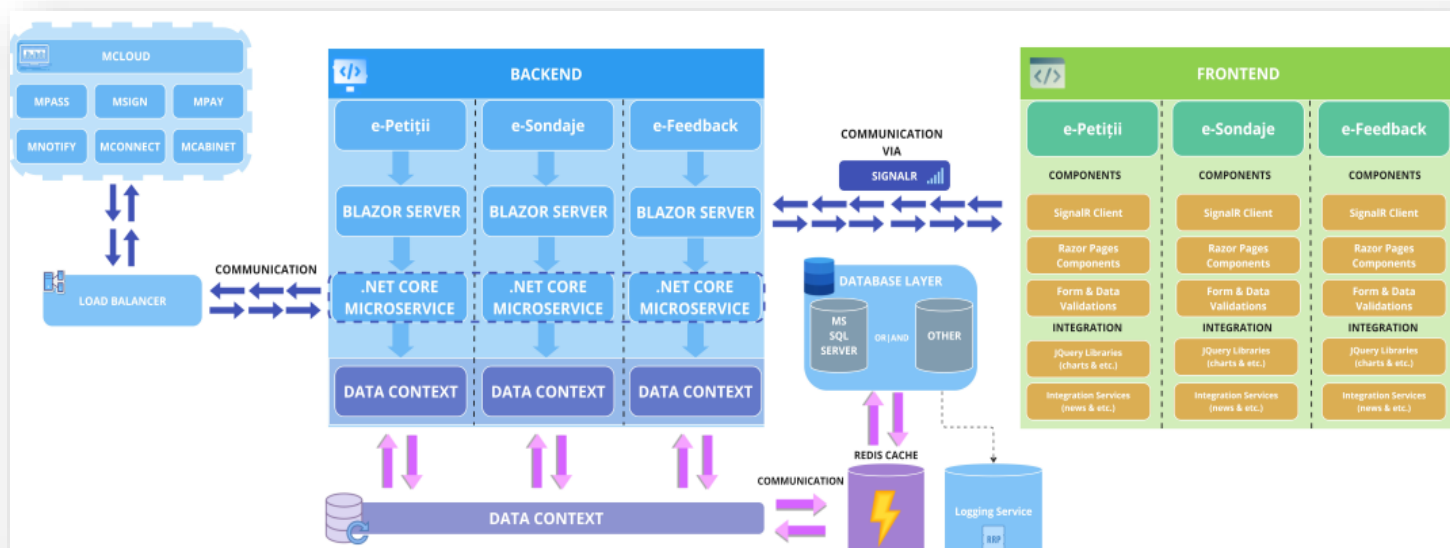 MCLOUD
MPASS
MSIGN
MPAY
MNOTIFY
MCONNECT
MCABINET
LOAD BALANCER
COMMUNICATION
BACKEND
e-Petiții
e-Sondaje
e-Feedback
BLAZOR SERVER
BLAZOR SERVER
BLAZOR SERVER
.NET CORE
MICROSERVICE
.NET CORE
MICROSERVICE
.NET CORE
MICROSERVICE
DATA CONTEXT
DATA CONTEXT
DATA CONTEXT
DATA CONTEXT
COMMUNICATION
VIA
SIGNALR
DATABASE LAYER
MS
SQL
SERVER
OR|AND
OTHER
REDIS CACHE
COMMUNICATION
Logging Service
RRP
FRONTEND
e-Petiții
e-Sondaje
e-Feedback
COMPONENTS
COMPONENTS
COMPONENTS
SignalR Client
SignalR Client
SignalR Client
Razor Pages
Components
Razor Pages
Components
Razor Pages
Components
Form & Data
Validations
Form & Data
Validations
Form & Data
Validations
INTEGRATION
INTEGRATION
INTEGRATION
JQuery Libraries
(charts & etc.)
JQuery Libraries
(charts & etc.)
JQuery Libraries
(charts & etc.)
Integration Services
(news & etc.)
Integration Services
(news & etc.)
Integration Services
(news & etc.)